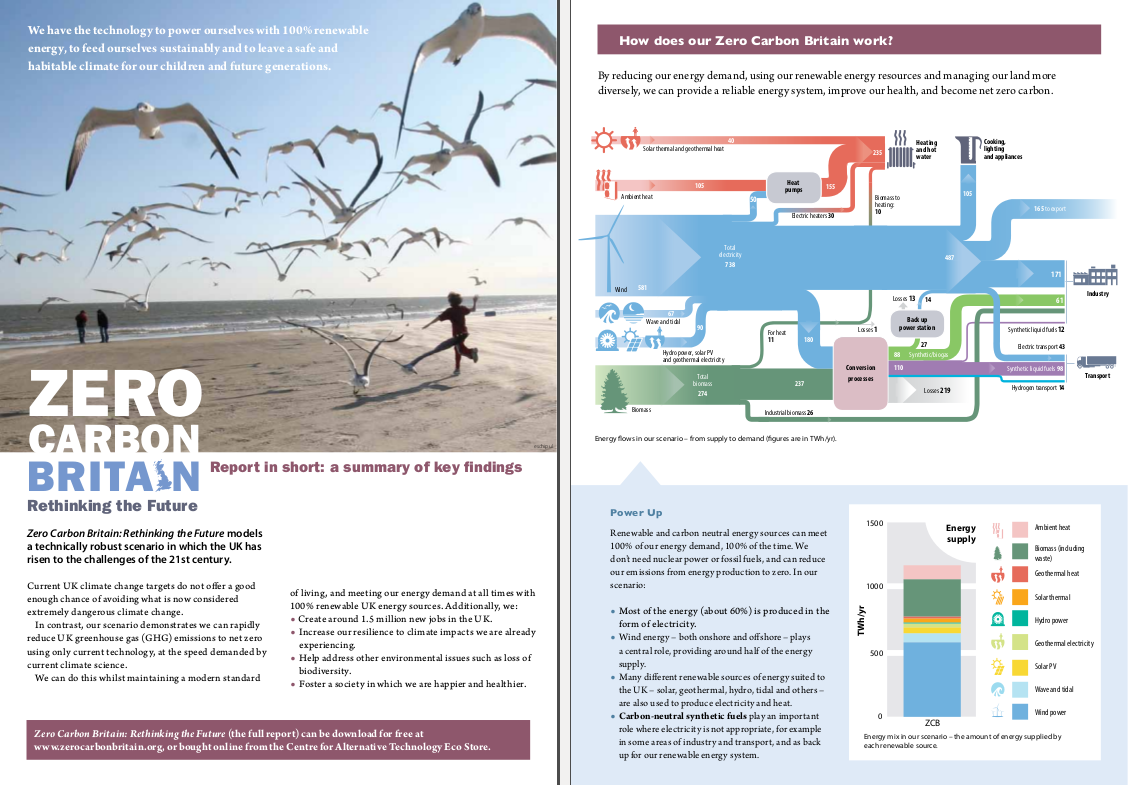 We have the technology to power ourselves with 100% renewable
energy, to feed ourselves sustainably and to leave a safe and
habitable climate for our children and future generations.
ZERO
CARBON
BRITAIN
Report in short: a summary of key findings
Rethinking the Future
Zero Carbon Britain: Rethinking the Future models
a technically robust scenario in which the UK has
risen to the challenges of the 21st century.
Current UK climate change targets do not offer a good
enough chance of avoiding what is now considered
extremely dangerous climate change.
In contrast, our scenario demonstrates we can rapidly
reduce UK greenhouse gas (GHG) emissions to net zero
using only current technology, at the speed demanded by
current climate science.
We can do this whilst maintaining a modern standard
of living, and meeting our energy demand at all times with
100% renewable UK energy sources. Additionally, we:
• Create around 1.5 million new jobs in the UK.
• Increase our resilience to climate impacts we are already
experiencing.
• Help address other environmental issues such as loss of
biodiversity.
• Foster a society in which we are happier and healthier.
Zero Carbon Britain: Rethinking the Future (the full report) can be download for free at
www.zerocarbonbritain.org, or bought online from the Centre for Alternative Technology Eco Store.
How does our Zero Carbon Britain work?
By reducing our energy demand, using our renewable energy resources and managing our land more
diversely, we can provide a reliable energy system, improve our health, and become net zero carbon.
40
Solar thermal and geothermal heat
235
Heating
and hot
water
Cooking,
lighting
and appliances
105
Ambient heat
Heat
pumps
155
50
Electric heaters 30
Biomass to
heating:
10
105
165 to transport
Total
electricity
738
487
171
Industry
Wind
581
67
Wave and tidal
90
Hydro power, solar PV
and geothermal electricity
180
For heat
11
Losses 1
Losses 13
14
Back up
power station
27
61
Synthetic liquid fuels 12
Electric transport 43
88 Synthetic/biogas
110
Synthetic liquid fuels 98
Transport
Hydrogen transport 14
Conversion
processes
Losses 219
Total
biomass
274
237
Biomass
Industrial biomass 26
Energy flows in our scenario – from supply to demand (figures are in TWh/yr).
Power Up
Renewable and carbon neutral energy sources can meet
100% of our energy demand, 100% of the time. We
don't need nuclear power or fossil fuels, and can reduce
our emissions from energy production to zero. In our
scenario:
• Most of the energy (about 60%) is produced in the
form of electricity.
• Wind energy – both onshore and offshore – plays
a central role, providing around half of the energy
supply.
• Many different renewable sources of energy suited to
the UK – solar, geothermal, hydro, tidal and others –
are also used to produce electricity and heat.
• Carbon-neutral synthetic fuels play an important
role where electricity is not appropriate, for example
in some areas of industry and transport, and as back
up for our renewable energy system.
Energy
supply
1500
1000
500
0
TWh/yr
ZCB
Ambient heat
Biomass (including
waste)
Geothermal heat
Solar thermal
Hydro power
Geothermal electricity
Solar PV
Wave and tidal
Wind power
Energy mix in our scenario – the amount of energy supplied by
each renewable source.